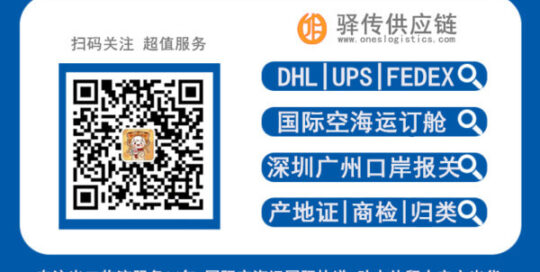 驿传供应链
www.oneslogistics.com
扫码关注 超值服务
DHL|UPS|FEDEX
国际空海运订舱
深圳广州口岸报关
产地证|商检|归类